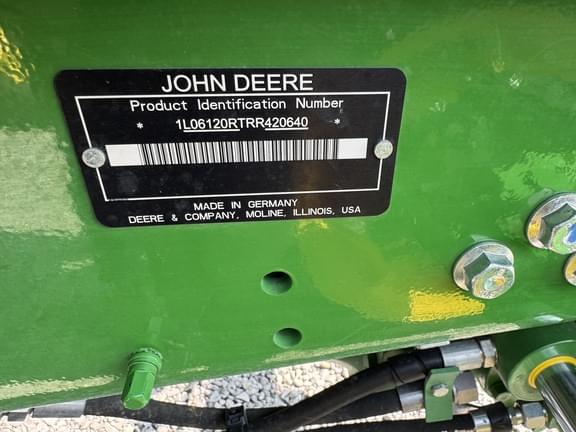 JOHN DEERE
Product Identification Number
* 1L06120RTRR420640 *
MADE IN GERMANY
DEERE & COMPANY, MOLINE, ILLINOIS, USA